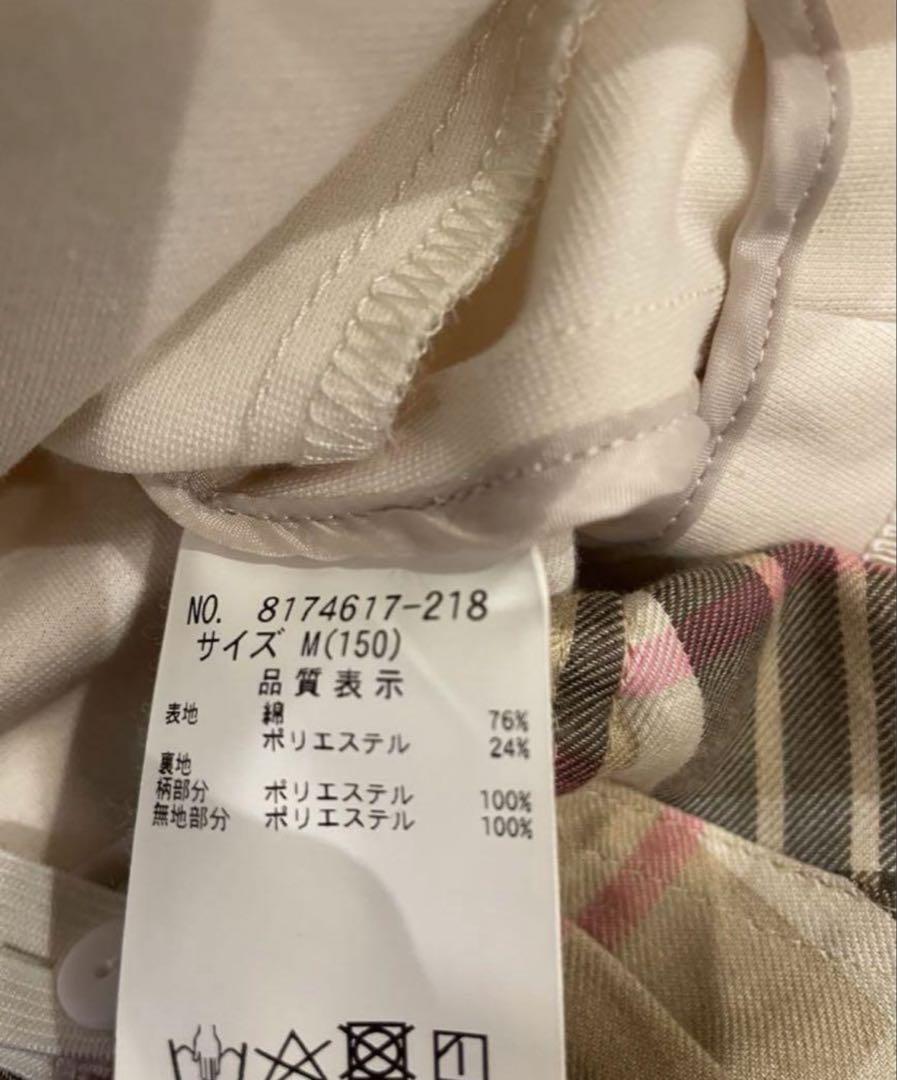 NO. 8174617-218
サイズ M(150)
品質表示
表地 綿 76%
ポリエステル 24%
裏地
柄部分 ポリエステル 100%
無地部分 ポリエステル 100%